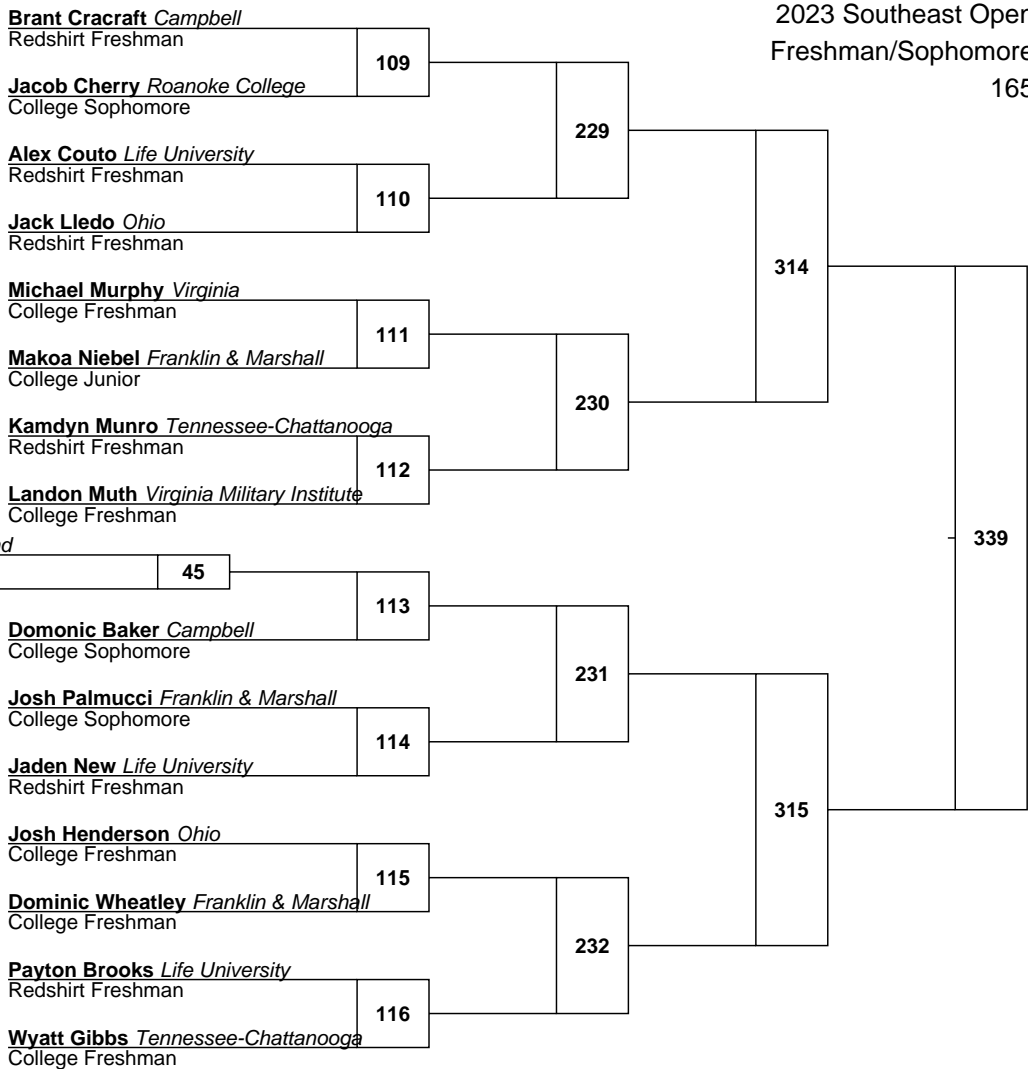 Brant Cracraft Campbell
Redshirt Freshman
2023 Southeast Open
Freshman/Sophomore
165
109
Jacob Cherry Roanoke College
College Sophomore
229
Alex Couto Life University
Redshirt Freshman
110
Jack Lledo Ohio
Redshirt Freshman
314
Michael Murphy Virginia
College Freshman
111
Makoa Niebel Franklin & Marshall
College Junior
230
Kamdyn Munro Tennessee-Chattanooga
Redshirt Freshman
112
Landon Muth Virginia Military Institute
College Freshman
339
45
113
Domonic Baker Campbell
College Sophomore
231
Josh Palmucci Franklin & Marshall
College Sophomore
114
Jaden New Life University
Redshirt Freshman
315
Josh Henderson Ohio
College Freshman
115
Dominic Wheatley Franklin & Marshall
College Freshman
232
Payton Brooks Life University
Redshirt Freshman
116
Wyatt Gibbs Tennessee-Chattanooga
College Freshman